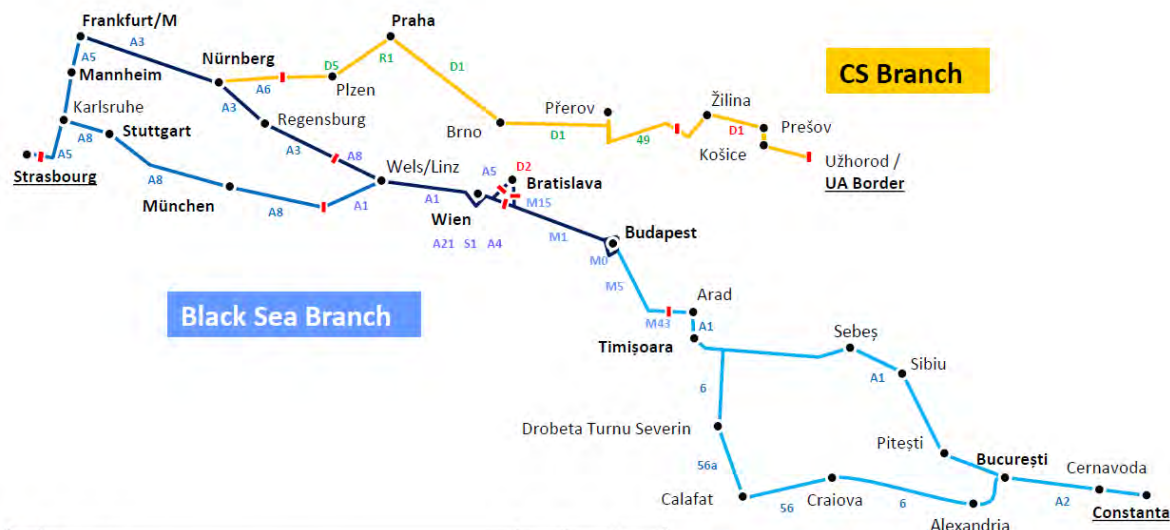 Frankfurt/M
A3
A5
Mannheim
Karlsruhe
A8
Stuttgart
A5
Strasbourg
A8
München
A8
A1
Nürnberg
A6
D5
Plzen
R1
Praha
D1
A3
Regensburg
A3
A8
Brno
D1
Přerov
49
Žilina
D1
Prešov
Košice
Užhorod /
UA Border
CS Branch
Wels/Linz
A1
Wien
A21 S1 A4
A5
D2
Bratislava
M15
M1
Budapest
M0
M5
Black Sea Branch
M43
Arad
A1
Timișoara
Sebeș
A1
Sibiu
6
Drobeta Turnu Severin
56a
Calafat
56
Craiova
6
Alexandria
Pitești
București
A2
Cernavoda
Constanta